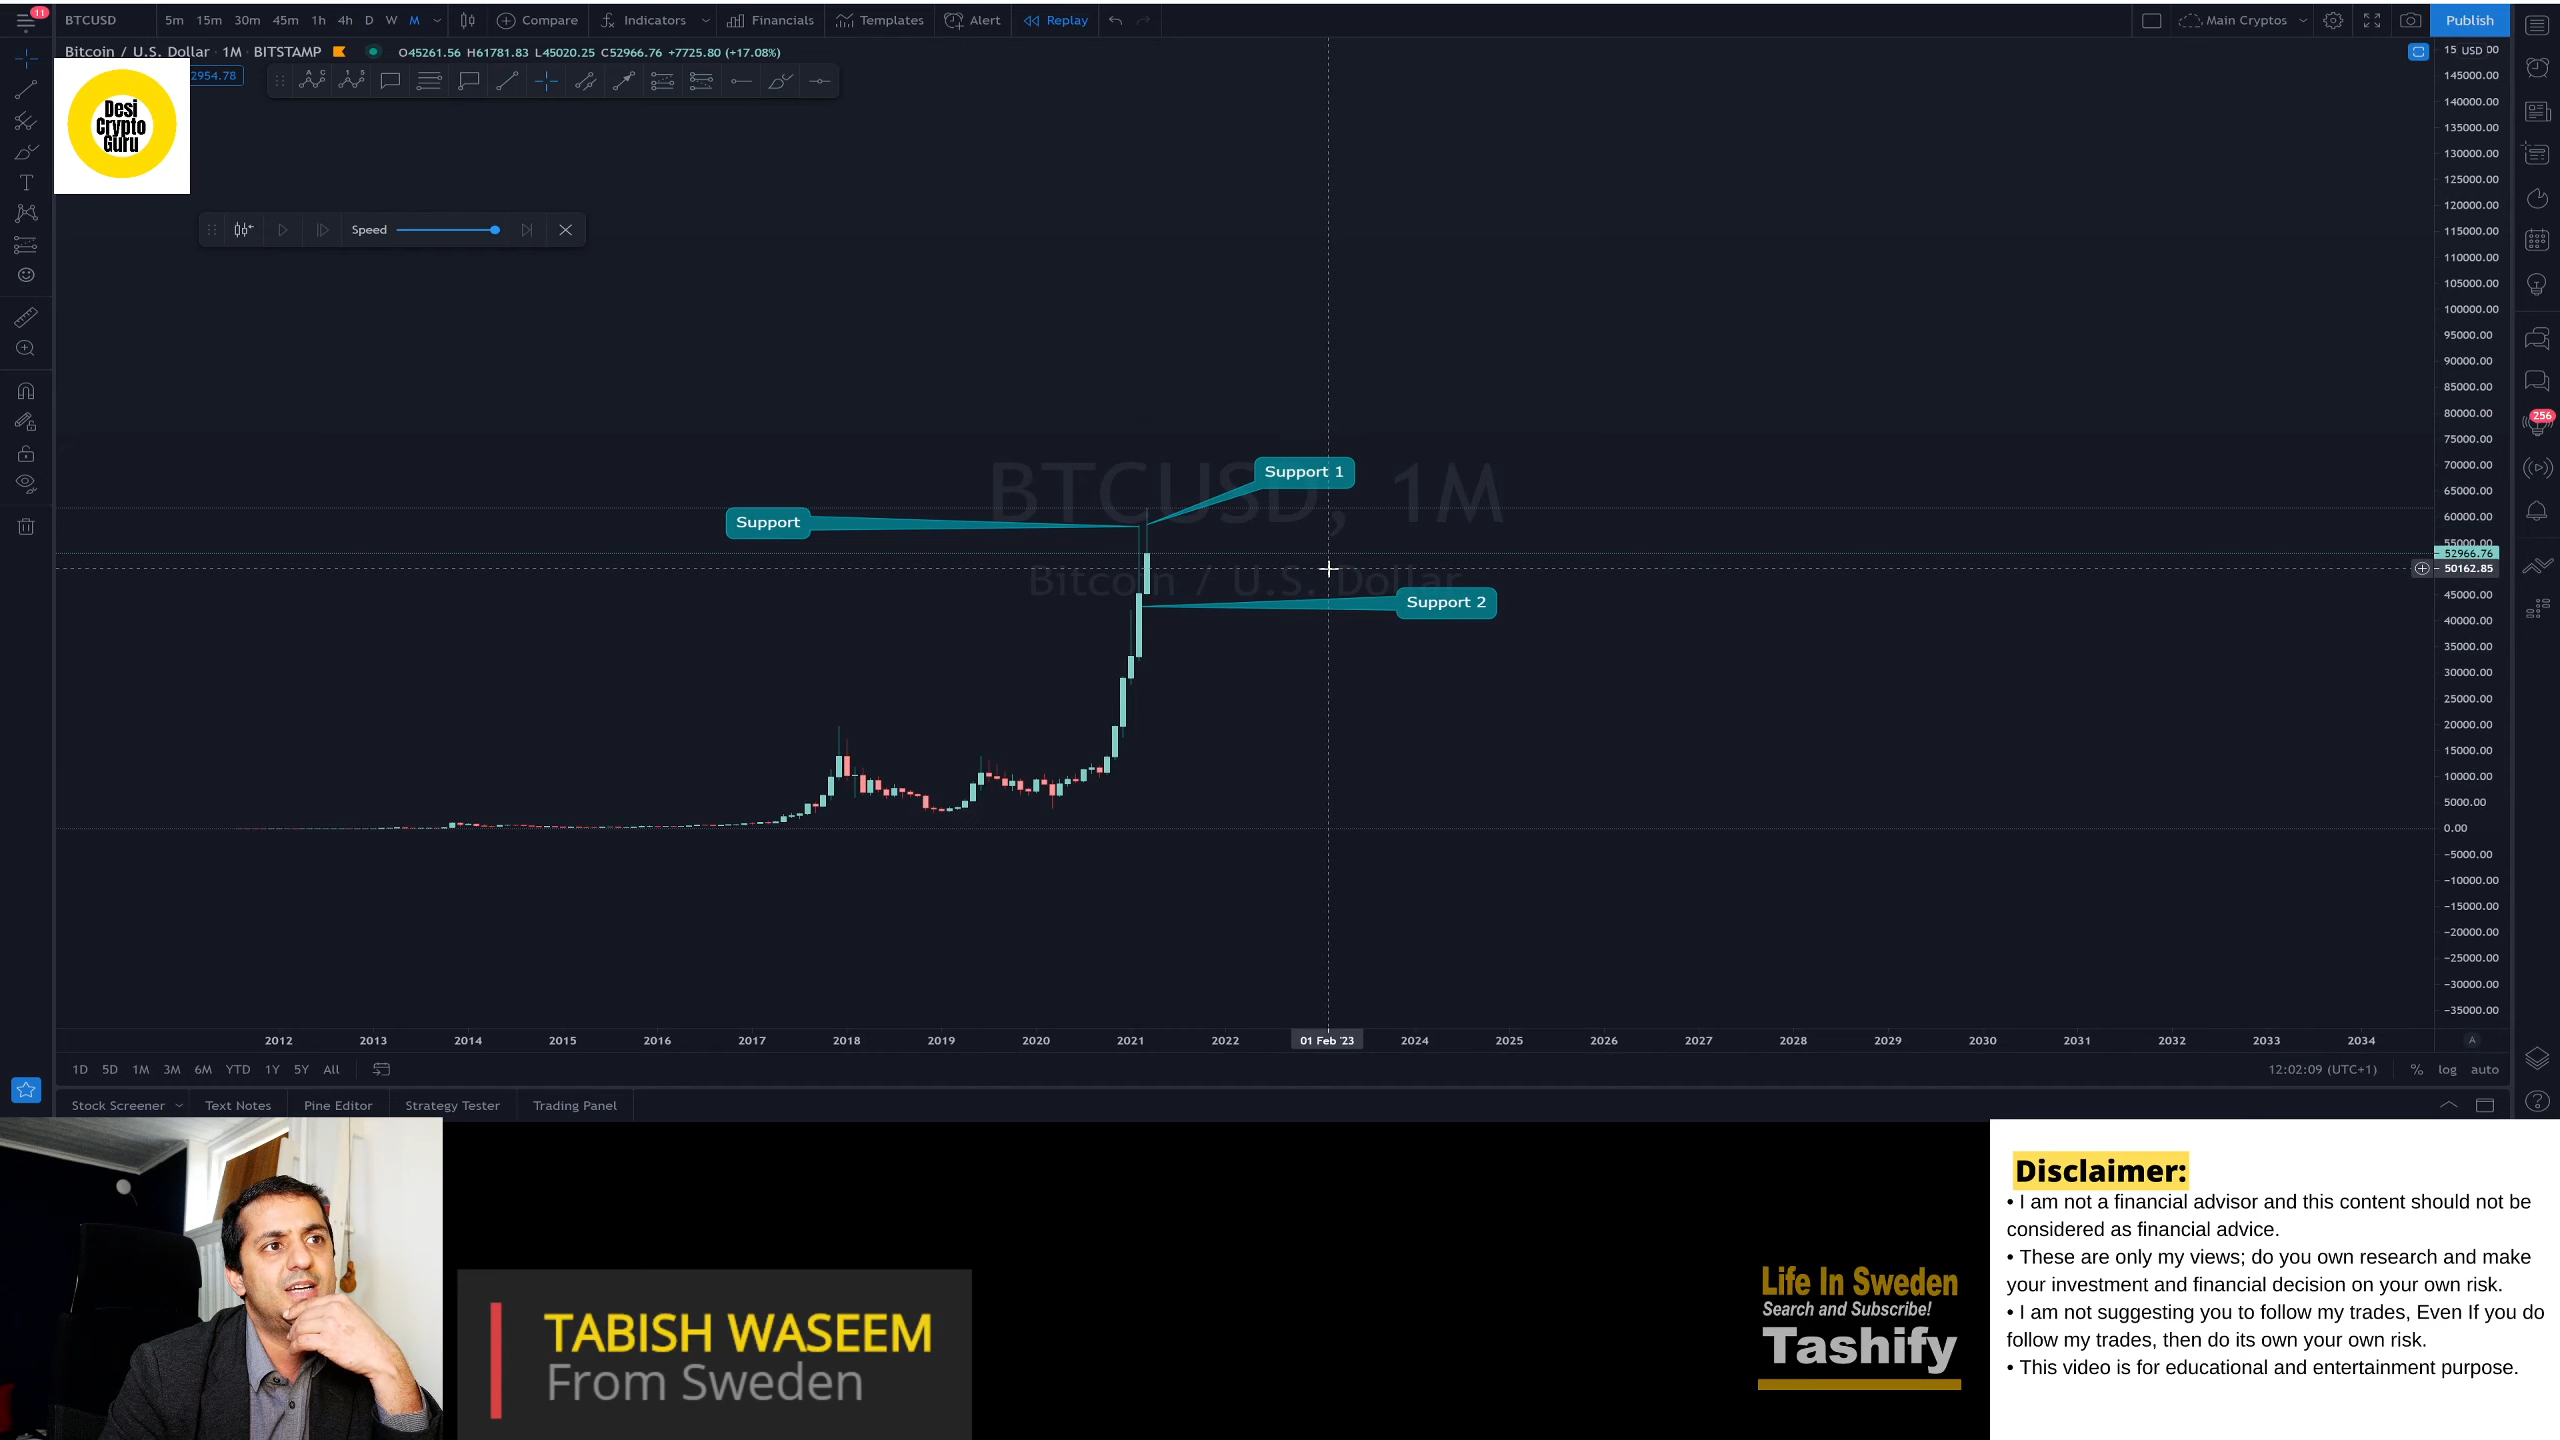 11
BTCUSD 5m 15m 30m 45m 1h 4h D W M Compare Indicators Financials Templates Alert Replay Main Cryptos Publish
Bitcoin / U.S. Dollar · 1M · BITSTAMP O45261.56 H61781.83 L45020.25 C52966.76 +7725.80 (+17.08%)
2954.78
Desi
Crypto
Guru
Speed
BTCUSD, 1M
Bitcoin / U.S. Dollar
Support 1
Support
Support 2
USD
145000.00
140000.00
135000.00
130000.00
125000.00
120000.00
115000.00
110000.00
105000.00
100000.00
95000.00
90000.00
85000.00
80000.00
75000.00
70000.00
65000.00
60000.00
55000.00
52966.76
50162.85
45000.00
40000.00
35000.00
30000.00
25000.00
20000.00
15000.00
10000.00
5000.00
0.00
−5000.00
−10000.00
−15000.00
−20000.00
−25000.00
−30000.00
−35000.00
256
2012 2013 2014 2015 2016 2017 2018 2019 2020 2021 2022 01 Feb '23 2024 2025 2026 2027 2028 2029 2030 2031 2032 2033 2034 A
1D 5D 1M 3M 6M YTD 1Y 5Y All 12:02:09 (UTC+1) % log auto
Stock Screener Text Notes Pine Editor Strategy Tester Trading Panel
TABISH WASEEM
From Sweden
Life In Sweden
Search and Subscribe!
Tashify
Disclaimer:
• I am not a financial advisor and this content should not be
considered as financial advice.
• These are only my views; do you own research and make
your investment and financial decision on your own risk.
• I am not suggesting you to follow my trades, Even If you do
follow my trades, then do its own your own risk.
• This video is for educational and entertainment purpose.